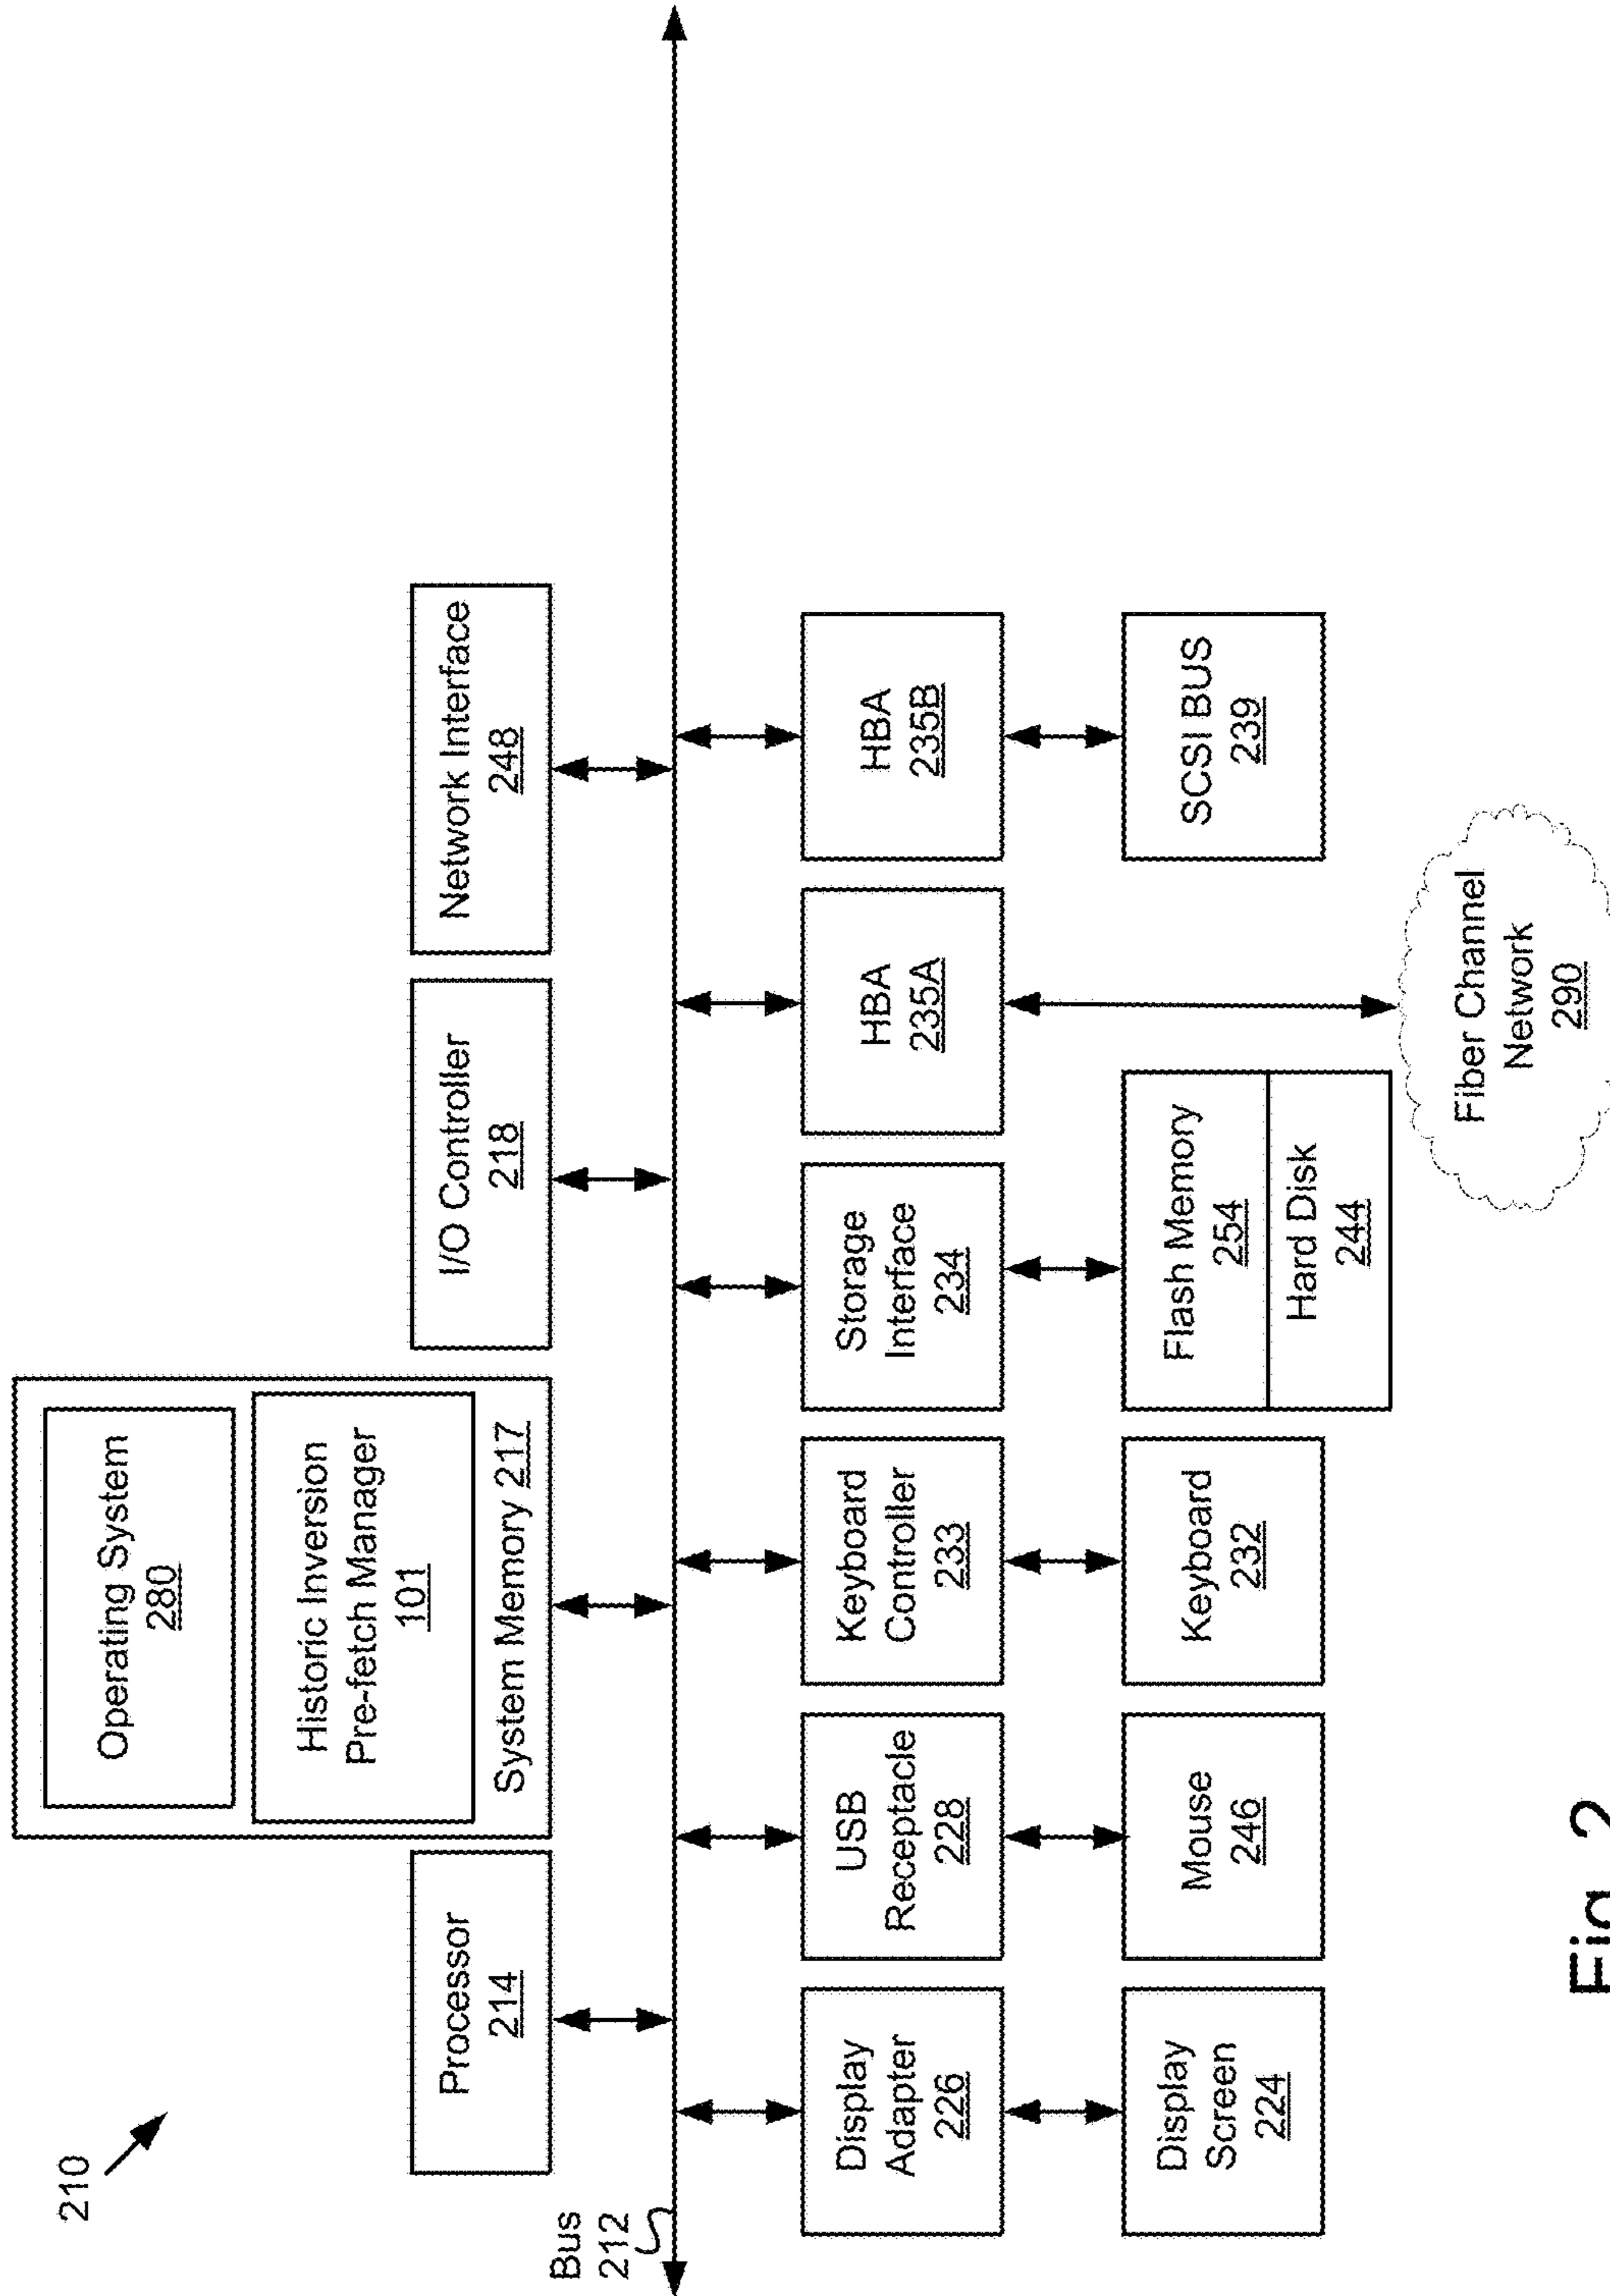 210
Operating System
280
Historic Inversion
Pre-fetch Manager
101
System Memory 217
Processor
214
I/O Controller
218
Network Interface
248
Bus
212
Display
Adapter
226
USB
Receptacle
228
Keyboard
Controller
233
Storage
Interface
234
HBA
235A
HBA
235B
Display
Screen
224
Mouse
246
Keyboard
232
Flash Memory
254
Hard Disk
244
SCSI BUS
239
Fiber Channel
Network
290
Fig. 2